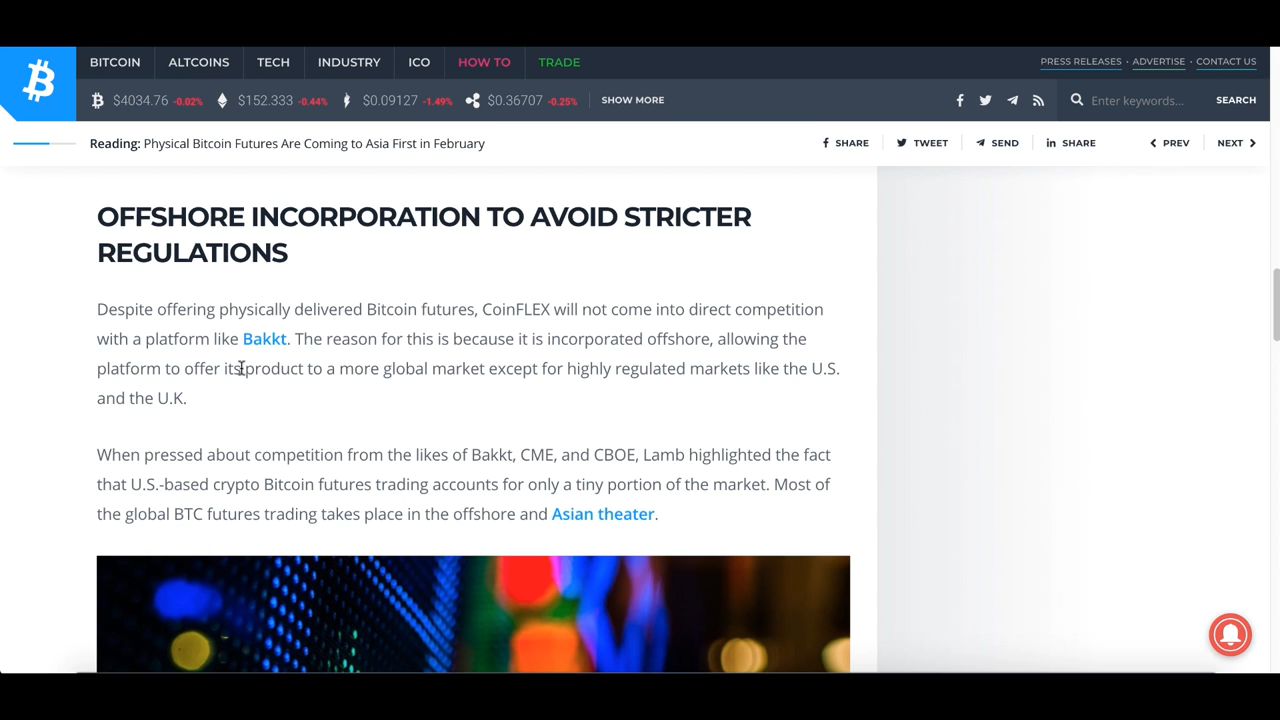 BITCOIN ALTCOINS TECH INDUSTRY ICO HOW TO TRADE PRESS RELEASES · ADVERTISE · CONTACT US
$4034.76 -0.02% $152.333 -0.44% $0.09127 -1.49% $0.36707 -0.25% SHOW MORE Enter keywords... SEARCH
Reading: Physical Bitcoin Futures Are Coming to Asia First in February SHARE TWEET SEND SHARE PREV NEXT
OFFSHORE INCORPORATION TO AVOID STRICTER
REGULATIONS
Despite offering physically delivered Bitcoin futures, CoinFLEX will not come into direct competition
with a platform like Bakkt. The reason for this is because it is incorporated offshore, allowing the
platform to offer its product to a more global market except for highly regulated markets like the U.S.
and the U.K.
When pressed about competition from the likes of Bakkt, CME, and CBOE, Lamb highlighted the fact
that U.S.-based crypto Bitcoin futures trading accounts for only a tiny portion of the market. Most of
the global BTC futures trading takes place in the offshore and Asian theater.